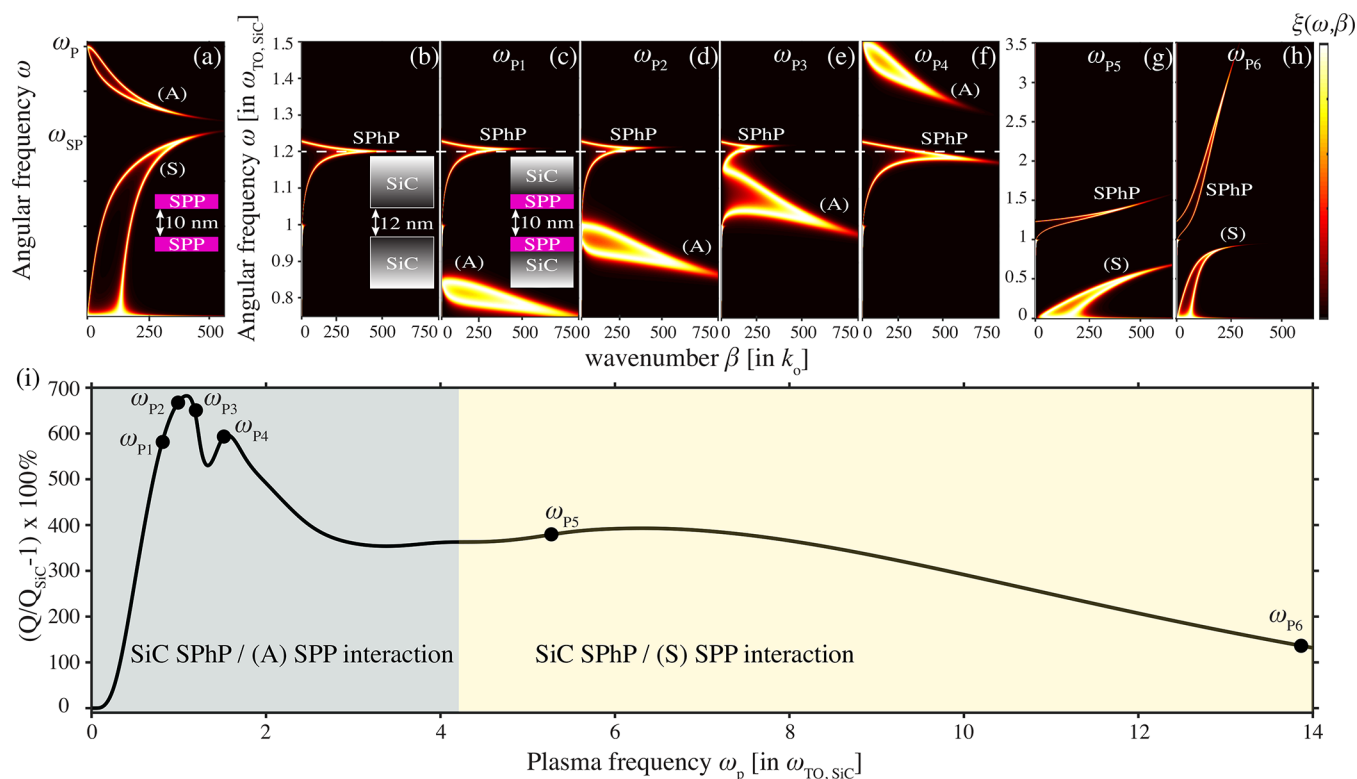 ξ(ω,β)
Angular frequency ω
ω_P
ω_SP
(a)
(A)
(S)
SPP
10 nm
SPP
0 250 500
Angular frequency ω [in ω_TO, SiC]
1.5
1.4
1.3
1.2
1.1
1
0.9
0.8
(b)
SPhP
SiC
12 nm
SiC
0 250 500 750
ω_P1 (c)
SPhP
SiC
SPP
10 nm
SPP
SiC
(A)
0 250 500 750
ω_P2 (d)
SPhP
(A)
0 250 500 750
ω_P3 (e)
SPhP
(A)
0 250 500 750
ω_P4 (f)
(A)
SPhP
0 250 500 750
3.5
3
2.5
2
1.5
1
0.5
0
ω_P5 (g)
SPhP
(S)
0 250 500
ω_P6 (h)
SPhP
(S)
0 250 500
wavenumber β [in k_o]
(i)
(Q/Q_SiC-1) x 100%
700
600
500
400
300
200
100
0
ω_P1
ω_P2
ω_P3
ω_P4
ω_P5
ω_P6
SiC SPhP / (A) SPP interaction
SiC SPhP / (S) SPP interaction
0 2 4 6 8 10 12 14
Plasma frequency ω_p [in ω_TO, SiC]